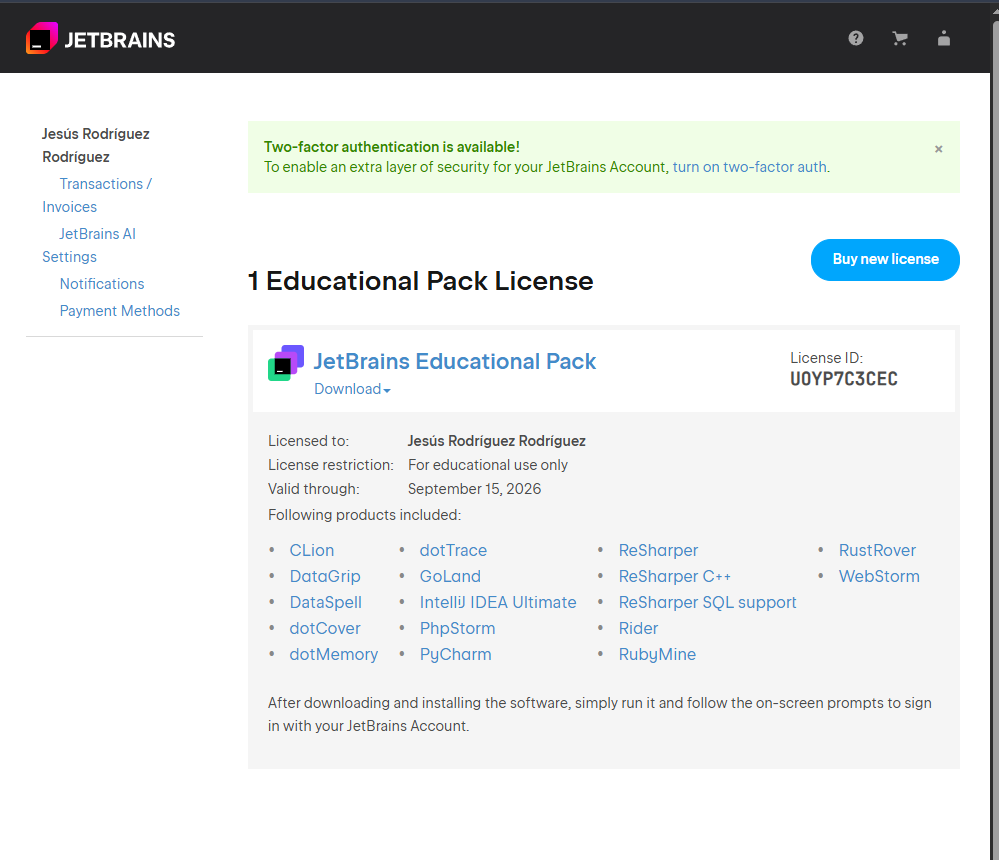 JETBRAINS
Jesús Rodríguez
Rodríguez
Transactions /
Invoices
JetBrains AI
Settings
Notifications
Payment Methods
Two-factor authentication is available!
To enable an extra layer of security for your JetBrains Account, turn on two-factor auth.
×
1 Educational Pack License
Buy new license
JetBrains Educational Pack
Download
License ID:
U0YP7C3CEC
Licensed to: Jesús Rodríguez Rodríguez
License restriction: For educational use only
Valid through: September 15, 2026
Following products included:
• CLion
• DataGrip
• DataSpell
• dotCover
• dotMemory
• dotTrace
• GoLand
• IntelliJ IDEA Ultimate
• PhpStorm
• PyCharm
• ReSharper
• ReSharper C++
• ReSharper SQL support
• Rider
• RubyMine
• RustRover
• WebStorm
After downloading and installing the software, simply run it and follow the on-screen prompts to sign
in with your JetBrains Account.